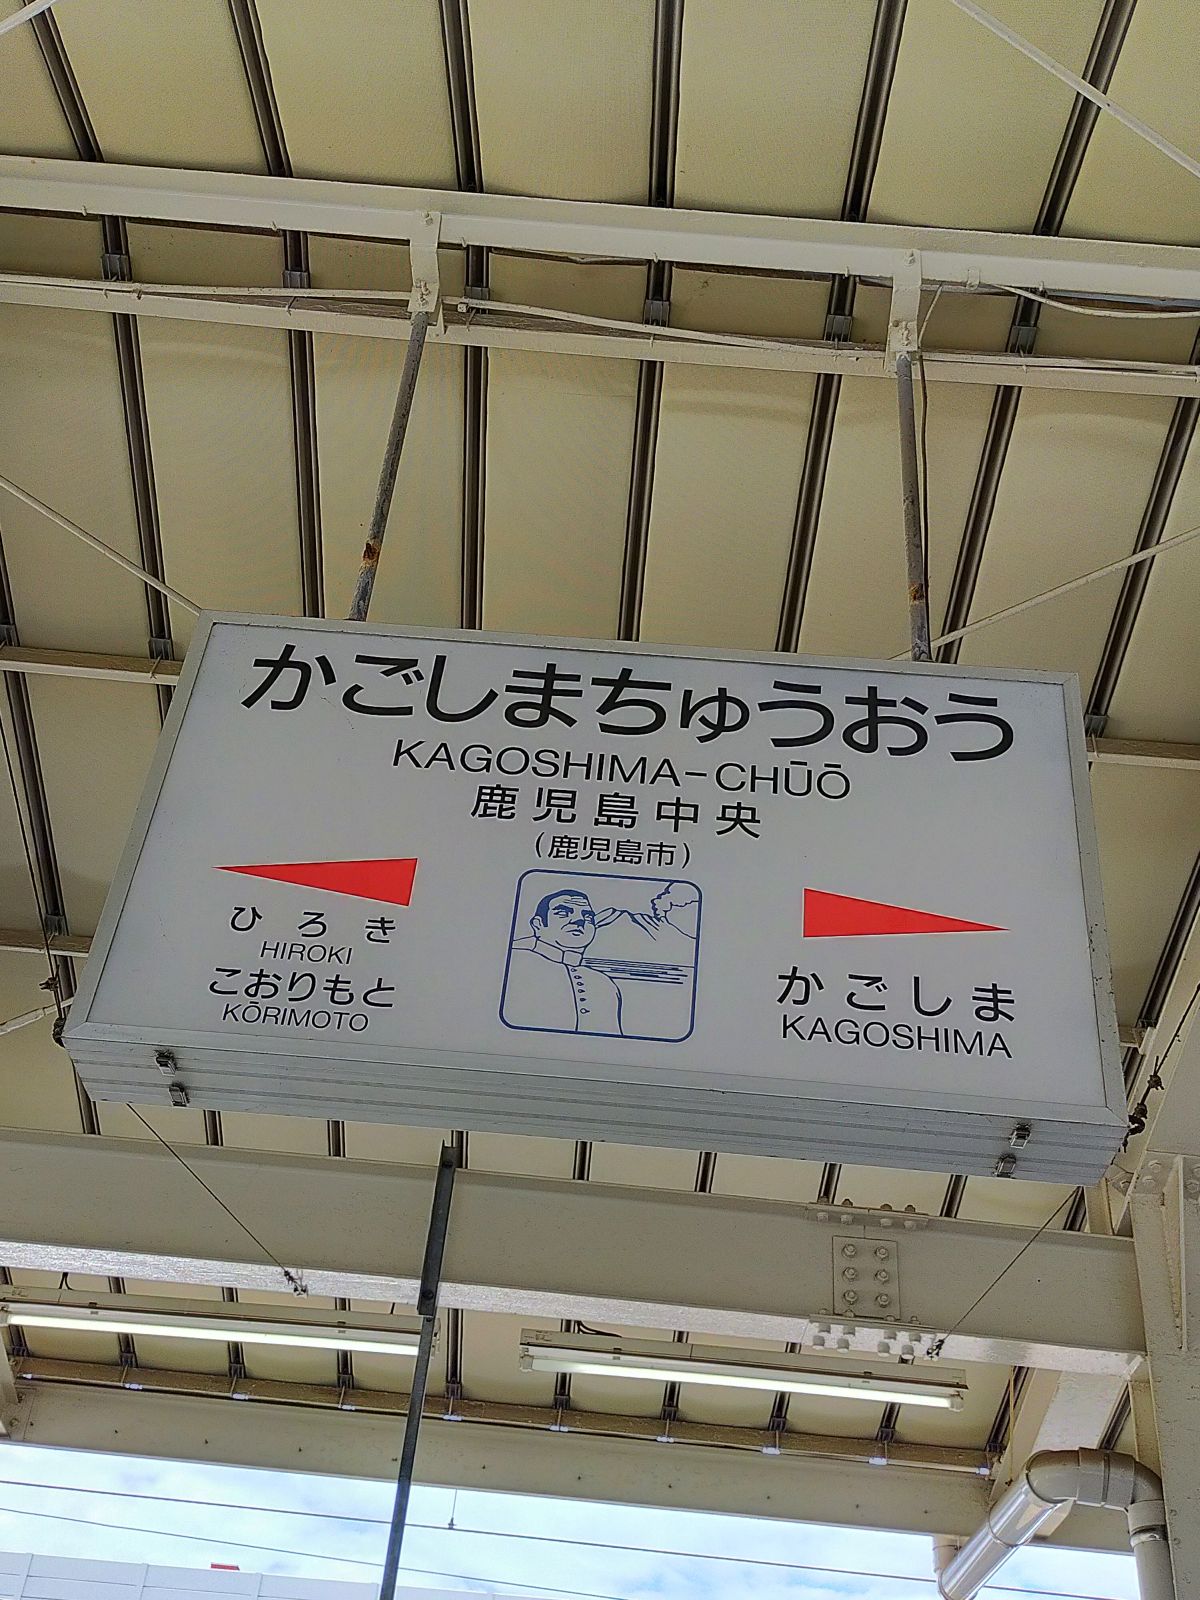 かごしまちゅうおう
KAGOSHIMA-CHŪŌ
鹿児島中央
(鹿児島市)
ひろき
HIROKI
こおりもと
KŌRIMOTO
かごしま
KAGOSHIMA